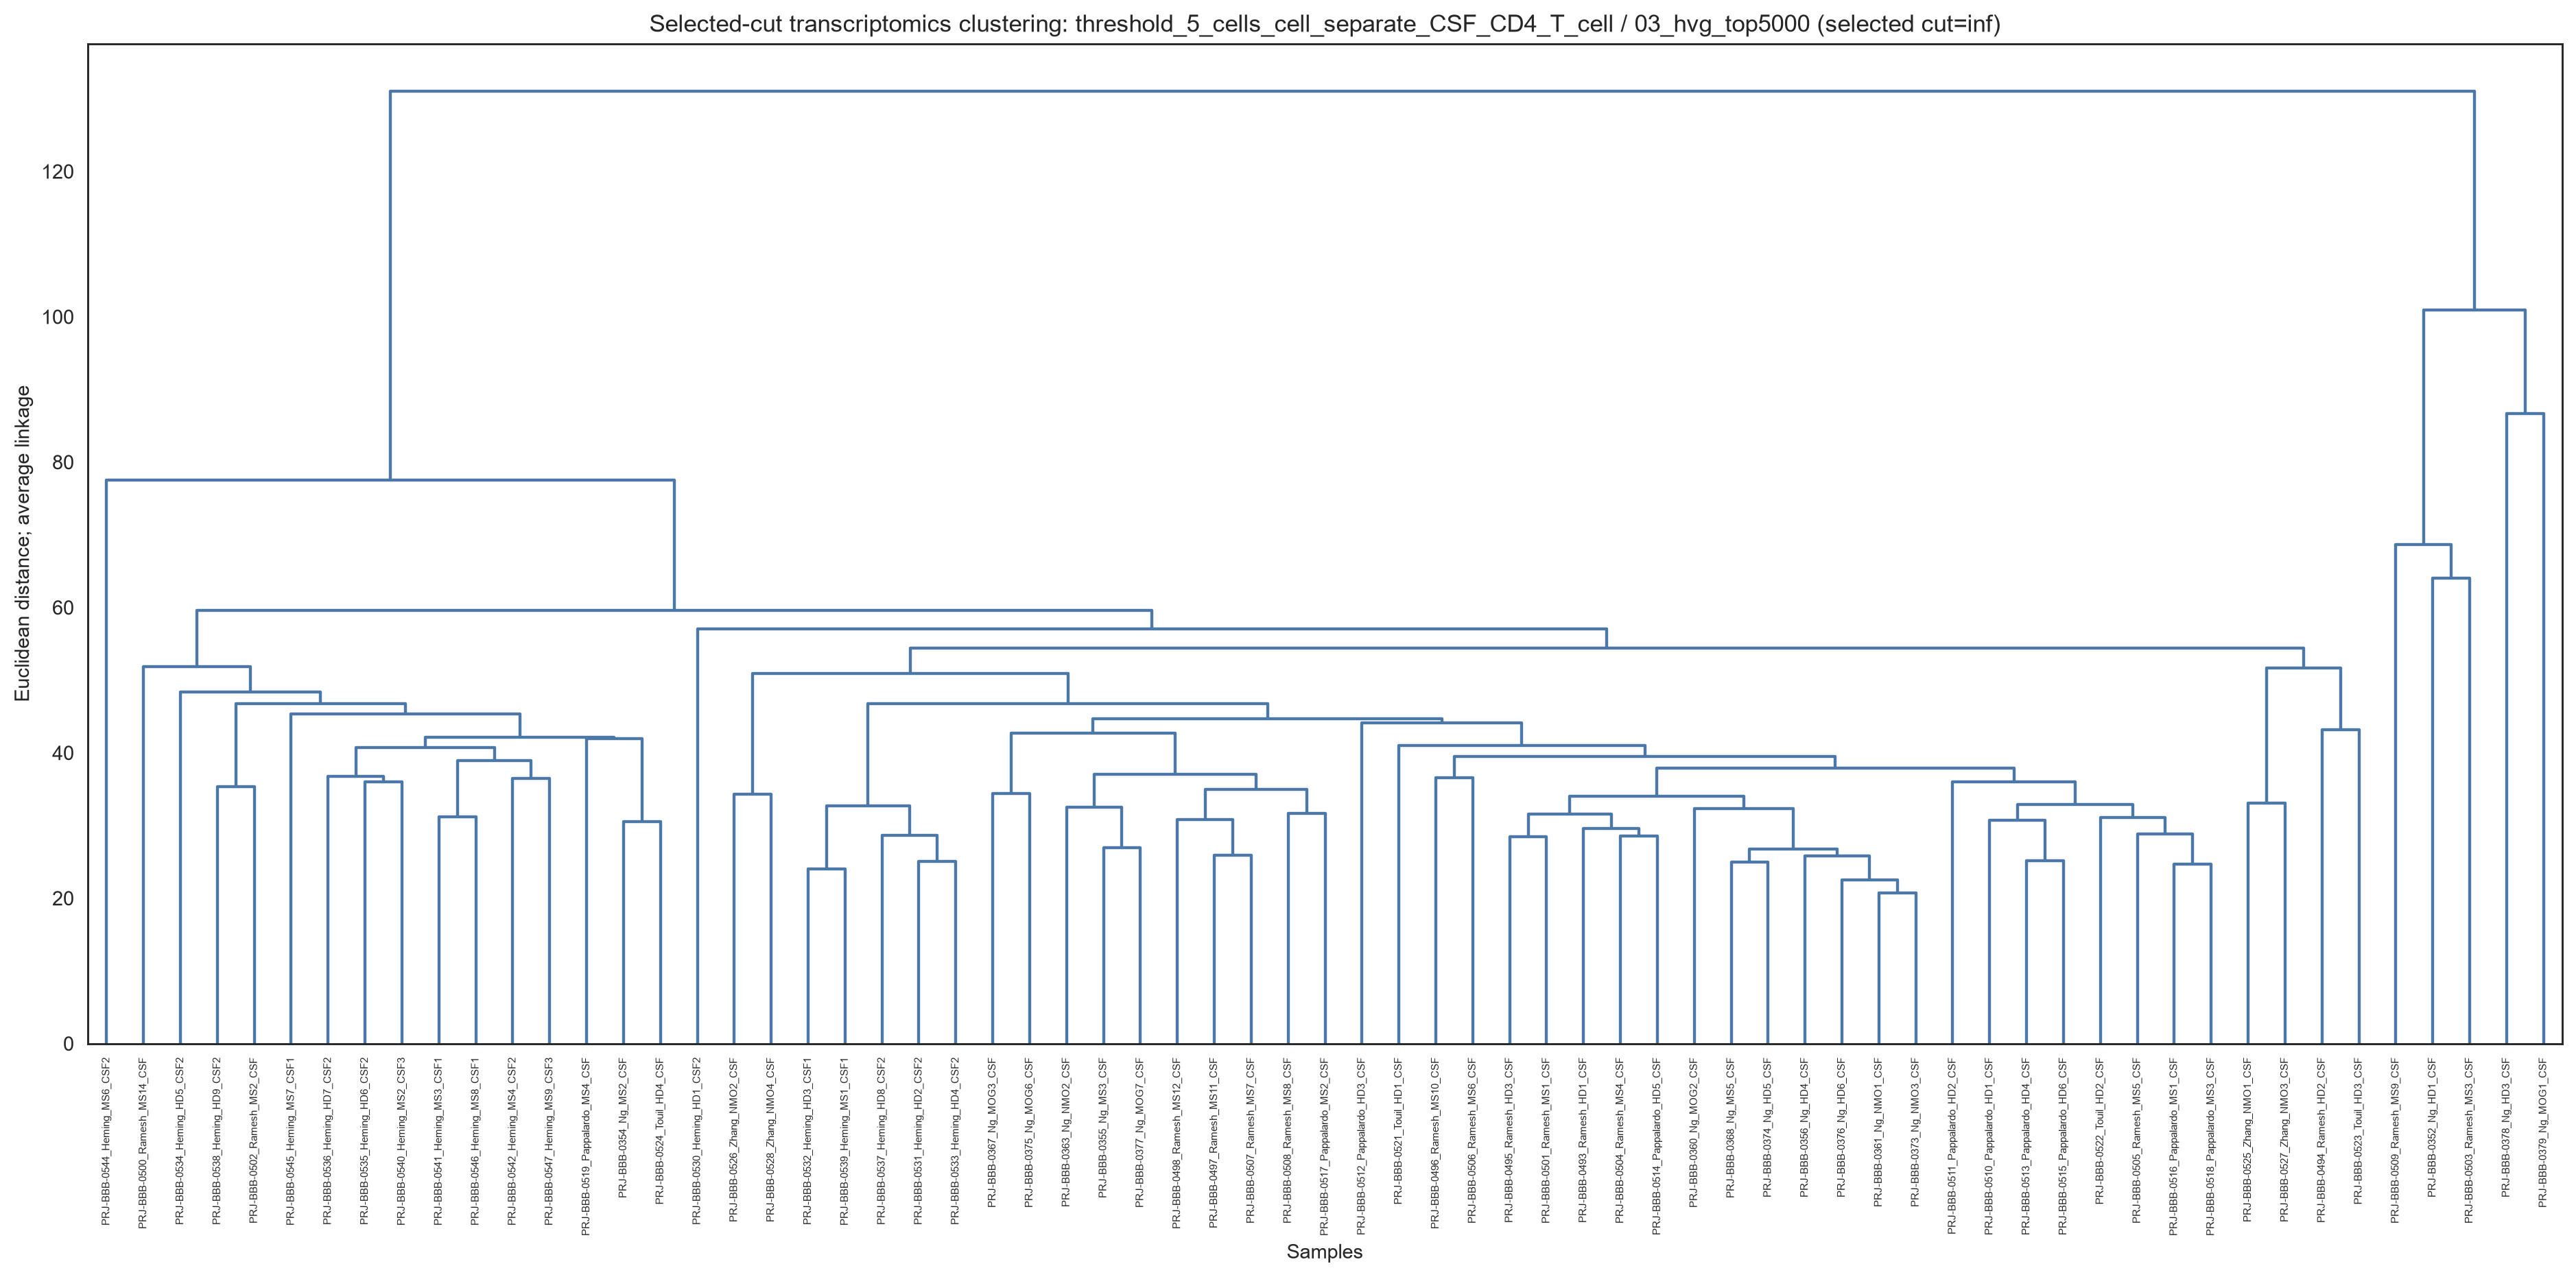 Selected-cut transcriptomics clustering: threshold_5_cells_cell_separate_CSF_CD4_T_cell / 03_hvg_top5000 (selected cut=inf)
Euclidean distance; average linkage
120
100
80
60
40
20
0
PRJ-BBB-0544_Heming_MS6_CSF2
PRJ-BBB-0500_Ramesh_MS14_CSF
PRJ-BBB-0534_Heming_HD5_CSF2
PRJ-BBB-0538_Heming_HD9_CSF2
PRJ-BBB-0502_Ramesh_MS2_CSF
PRJ-BBB-0545_Heming_MS7_CSF1
PRJ-BBB-0536_Heming_HD7_CSF2
PRJ-BBB-0535_Heming_HD6_CSF2
PRJ-BBB-0540_Heming_MS2_CSF3
PRJ-BBB-0541_Heming_MS3_CSF1
PRJ-BBB-0546_Heming_MS8_CSF1
PRJ-BBB-0542_Heming_MS4_CSF2
PRJ-BBB-0547_Heming_MS9_CSF3
PRJ-BBB-0519_Pappalardo_MS4_CSF
PRJ-BBB-0354_Ng_MS2_CSF
PRJ-BBB-0524_Touil_HD4_CSF
PRJ-BBB-0530_Heming_HD1_CSF2
PRJ-BBB-0526_Zhang_NMO2_CSF
PRJ-BBB-0528_Zhang_NMO4_CSF
PRJ-BBB-0532_Heming_HD3_CSF1
PRJ-BBB-0539_Heming_MS1_CSF1
PRJ-BBB-0537_Heming_HD8_CSF2
PRJ-BBB-0531_Heming_HD2_CSF2
PRJ-BBB-0533_Heming_HD4_CSF2
PRJ-BBB-0367_Ng_MOG3_CSF
PRJ-BBB-0375_Ng_MOG6_CSF
PRJ-BBB-0363_Ng_NMO2_CSF
PRJ-BBB-0355_Ng_MS3_CSF
PRJ-BBB-0377_Ng_MOG7_CSF
PRJ-BBB-0498_Ramesh_MS12_CSF
PRJ-BBB-0497_Ramesh_MS11_CSF
PRJ-BBB-0507_Ramesh_MS7_CSF
PRJ-BBB-0508_Ramesh_MS8_CSF
PRJ-BBB-0517_Pappalardo_MS2_CSF
PRJ-BBB-0512_Pappalardo_HD3_CSF
PRJ-BBB-0521_Touil_HD1_CSF
PRJ-BBB-0496_Ramesh_MS10_CSF
PRJ-BBB-0506_Ramesh_MS6_CSF
PRJ-BBB-0495_Ramesh_HD3_CSF
PRJ-BBB-0501_Ramesh_MS1_CSF
PRJ-BBB-0493_Ramesh_HD1_CSF
PRJ-BBB-0504_Ramesh_MS4_CSF
PRJ-BBB-0514_Pappalardo_HD5_CSF
PRJ-BBB-0360_Ng_MOG2_CSF
PRJ-BBB-0368_Ng_MS5_CSF
PRJ-BBB-0374_Ng_HD5_CSF
PRJ-BBB-0356_Ng_HD4_CSF
PRJ-BBB-0376_Ng_HD6_CSF
PRJ-BBB-0361_Ng_NMO1_CSF
PRJ-BBB-0373_Ng_NMO3_CSF
PRJ-BBB-0511_Pappalardo_HD2_CSF
PRJ-BBB-0510_Pappalardo_HD1_CSF
PRJ-BBB-0513_Pappalardo_HD4_CSF
PRJ-BBB-0515_Pappalardo_HD6_CSF
PRJ-BBB-0522_Touil_HD2_CSF
PRJ-BBB-0505_Ramesh_MS5_CSF
PRJ-BBB-0516_Pappalardo_MS1_CSF
PRJ-BBB-0518_Pappalardo_MS3_CSF
PRJ-BBB-0525_Zhang_NMO1_CSF
PRJ-BBB-0527_Zhang_NMO3_CSF
PRJ-BBB-0494_Ramesh_HD2_CSF
PRJ-BBB-0523_Touil_HD3_CSF
PRJ-BBB-0509_Ramesh_MS9_CSF
PRJ-BBB-0352_Ng_HD1_CSF
PRJ-BBB-0503_Ramesh_MS3_CSF
PRJ-BBB-0378_Ng_HD3_CSF
PRJ-BBB-0379_Ng_MOG1_CSF
Samples